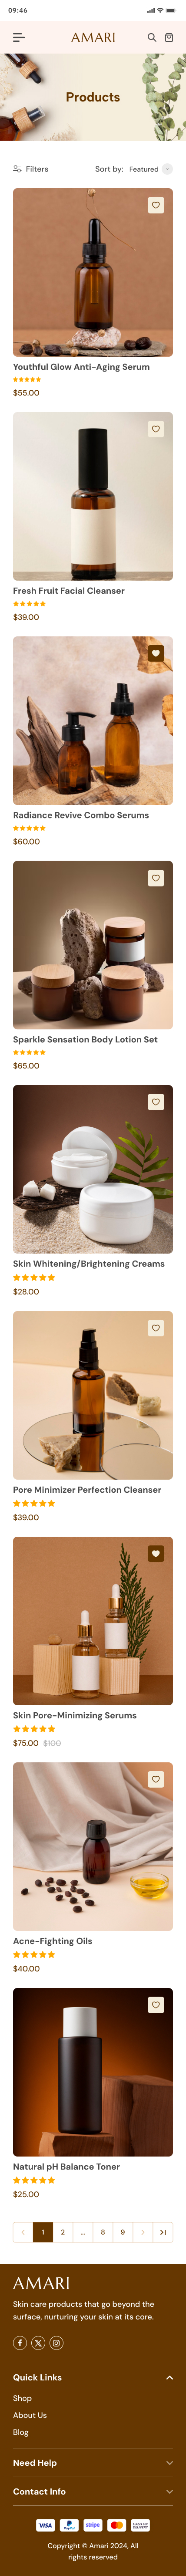 09:46
AMARI
Products
Filters
Sort by: Featured
Youthful Glow Anti-Aging Serum
$55.00
Fresh Fruit Facial Cleanser
$39.00
Radiance Revive Combo Serums
$60.00
Sparkle Sensation Body Lotion Set
$65.00
Skin Whitening/Brightening Creams
$28.00
Pore Minimizer Perfection Cleanser
$39.00
Skin Pore-Minimizing Serums
$75.00 $100
Acne-Fighting Oils
$40.00
Natural pH Balance Toner
$25.00
1 2 ... 8 9
AMARI
Skin care products that go beyond the
surface, nurturing your skin at its core.
Quick Links
Shop
About Us
Blog
Need Help
Contact Info
VISA PayPal stripe CASH ON DELIVERY
Copyright © Amari 2024, All
rights reserved